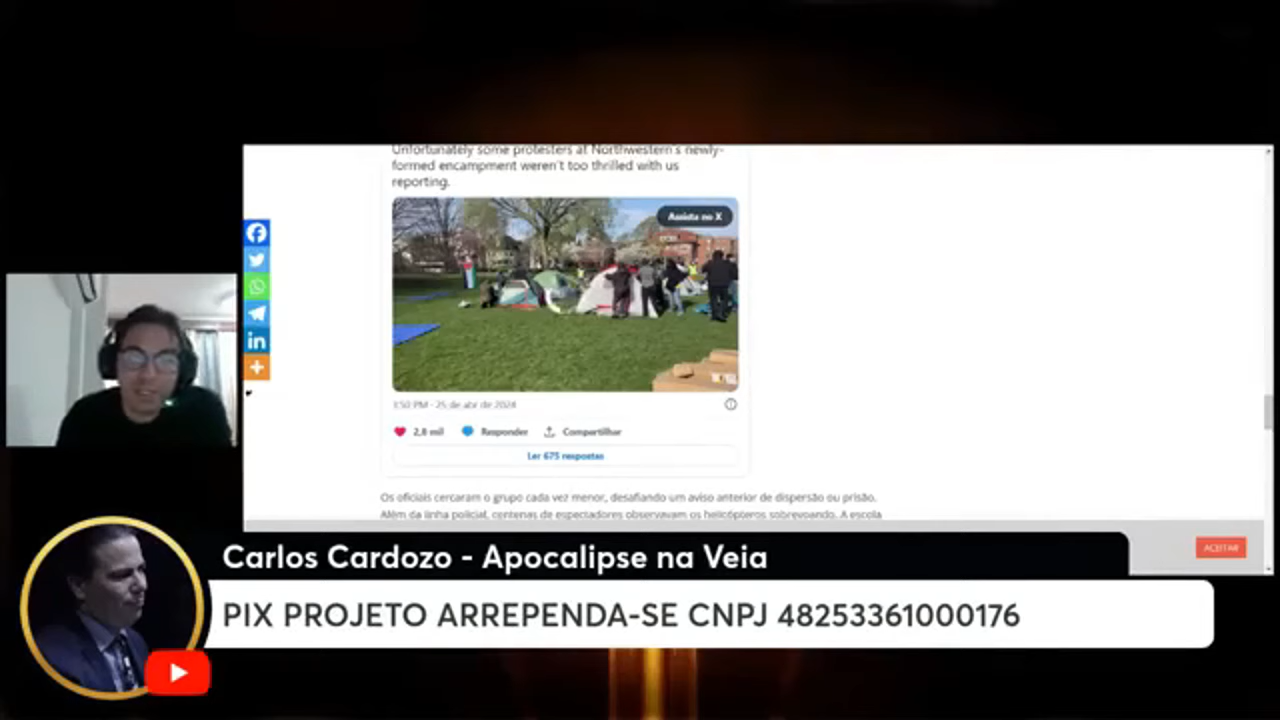 Unfortunately some protesters at Northwestern's newly-
formed encampment weren't too thrilled with us
reporting.
Assista no X
3:50 PM · 25 de abr de 2024
2,8 mil
Responder
Compartilhar
Ler 675 respostas
Os oficiais cercaram o grupo cada vez menor, desafiando um aviso anterior de dispersão ou prisão.
Além da linha policial, centenas de espectadores observavam os helicópteros sobrevoando. A escola
ACEITAR
Carlos Cardozo - Apocalipse na Veia
PIX PROJETO ARREPENDA-SE CNPJ 48253361000176